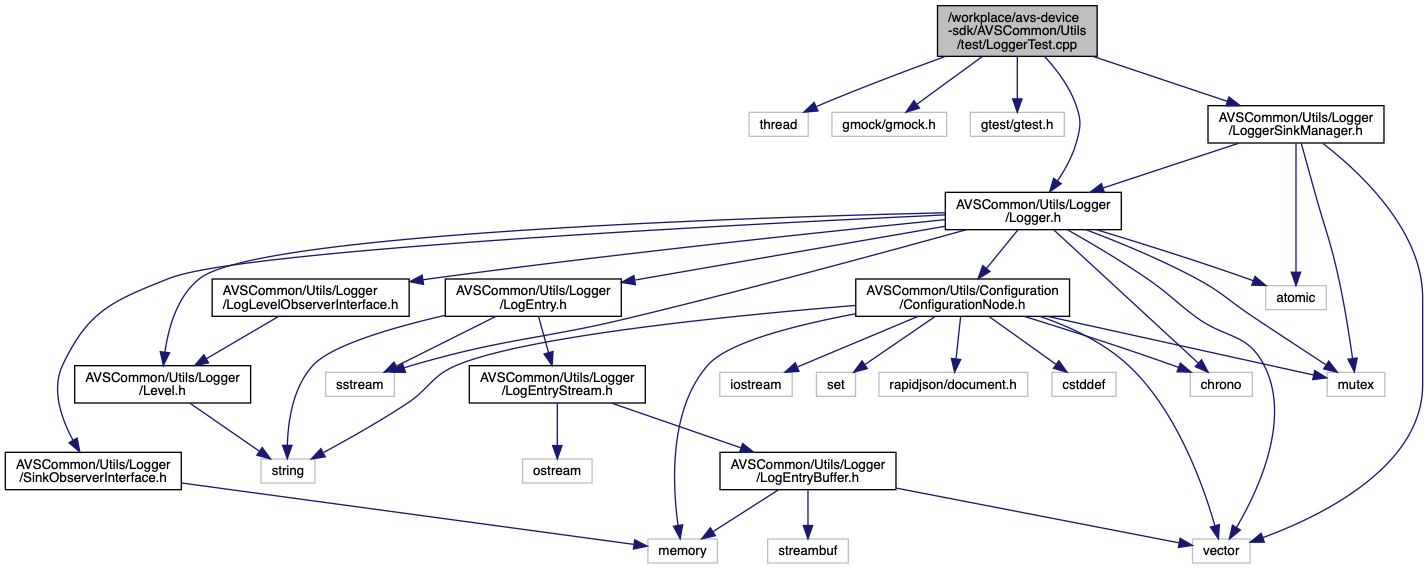 /workplace/avs-device
-sdk/AVSCommon/Utils
/test/LoggerTest.cpp
thread
gmock/gmock.h
gtest/gtest.h
AVSCommon/Utils/Logger
/LoggerSinkManager.h
AVSCommon/Utils/Logger
/Logger.h
AVSCommon/Utils/Logger
/LogLevelObserverInterface.h
AVSCommon/Utils/Logger
/LogEntry.h
AVSCommon/Utils/Configuration
/ConfigurationNode.h
atomic
AVSCommon/Utils/Logger
/Level.h
sstream
AVSCommon/Utils/Logger
/LogEntryStream.h
iostream
set
rapidjson/document.h
cstddef
chrono
mutex
AVSCommon/Utils/Logger
/SinkObserverInterface.h
string
ostream
AVSCommon/Utils/Logger
/LogEntryBuffer.h
memory
streambuf
vector